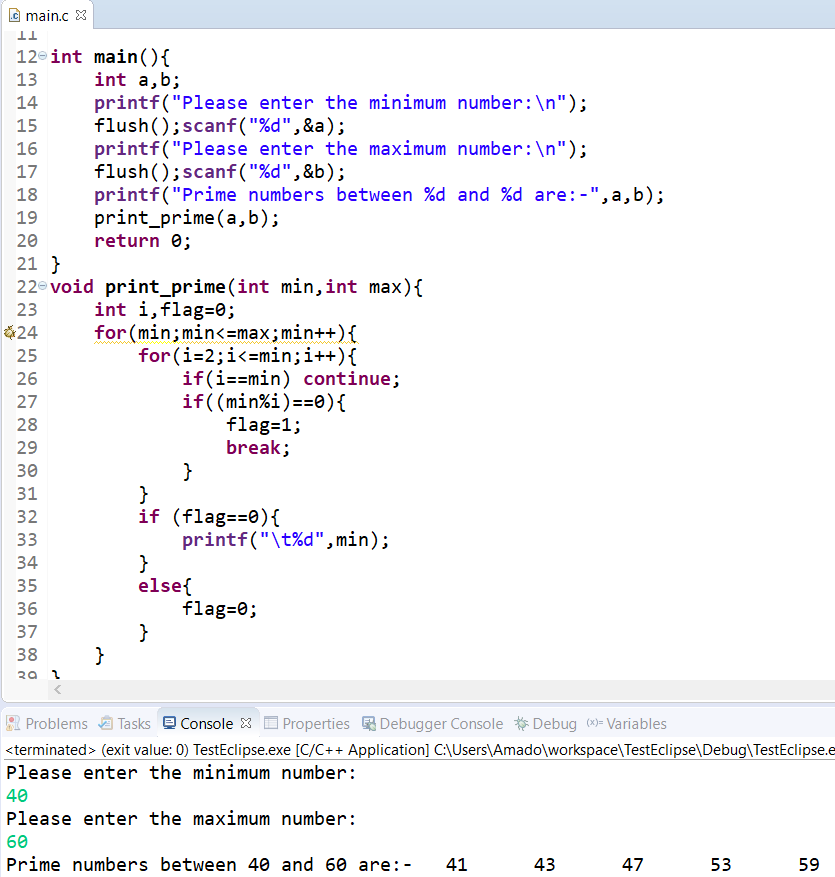 main.c
11
12 int main(){
13     int a,b;
14     printf("Please enter the minimum number:\n");
15     flush();scanf("%d",&a);
16     printf("Please enter the maximum number:\n");
17     flush();scanf("%d",&b);
18     printf("Prime numbers between %d and %d are:-",a,b);
19     print_prime(a,b);
20     return 0;
21 }
22 void print_prime(int min,int max){
23     int i,flag=0;
24     for(min;min<=max;min++){
25         for(i=2;i<=min;i++){
26             if(i==min) continue;
27             if((min%i)==0){
28                 flag=1;
29                 break;
30             }
31         }
32         if (flag==0){
33             printf("\t%d",min);
34         }
35         else{
36             flag=0;
37         }
38     }
39 }
Problems Tasks Console Properties Debugger Console Debug (x)= Variables
<terminated> (exit value: 0) TestEclipse.exe [C/C++ Application] C:\Users\Amado\workspace\TestEclipse\Debug\TestEclipse.e
Please enter the minimum number:
40
Please enter the maximum number:
60
Prime numbers between 40 and 60 are:-   41      43      47      53      59